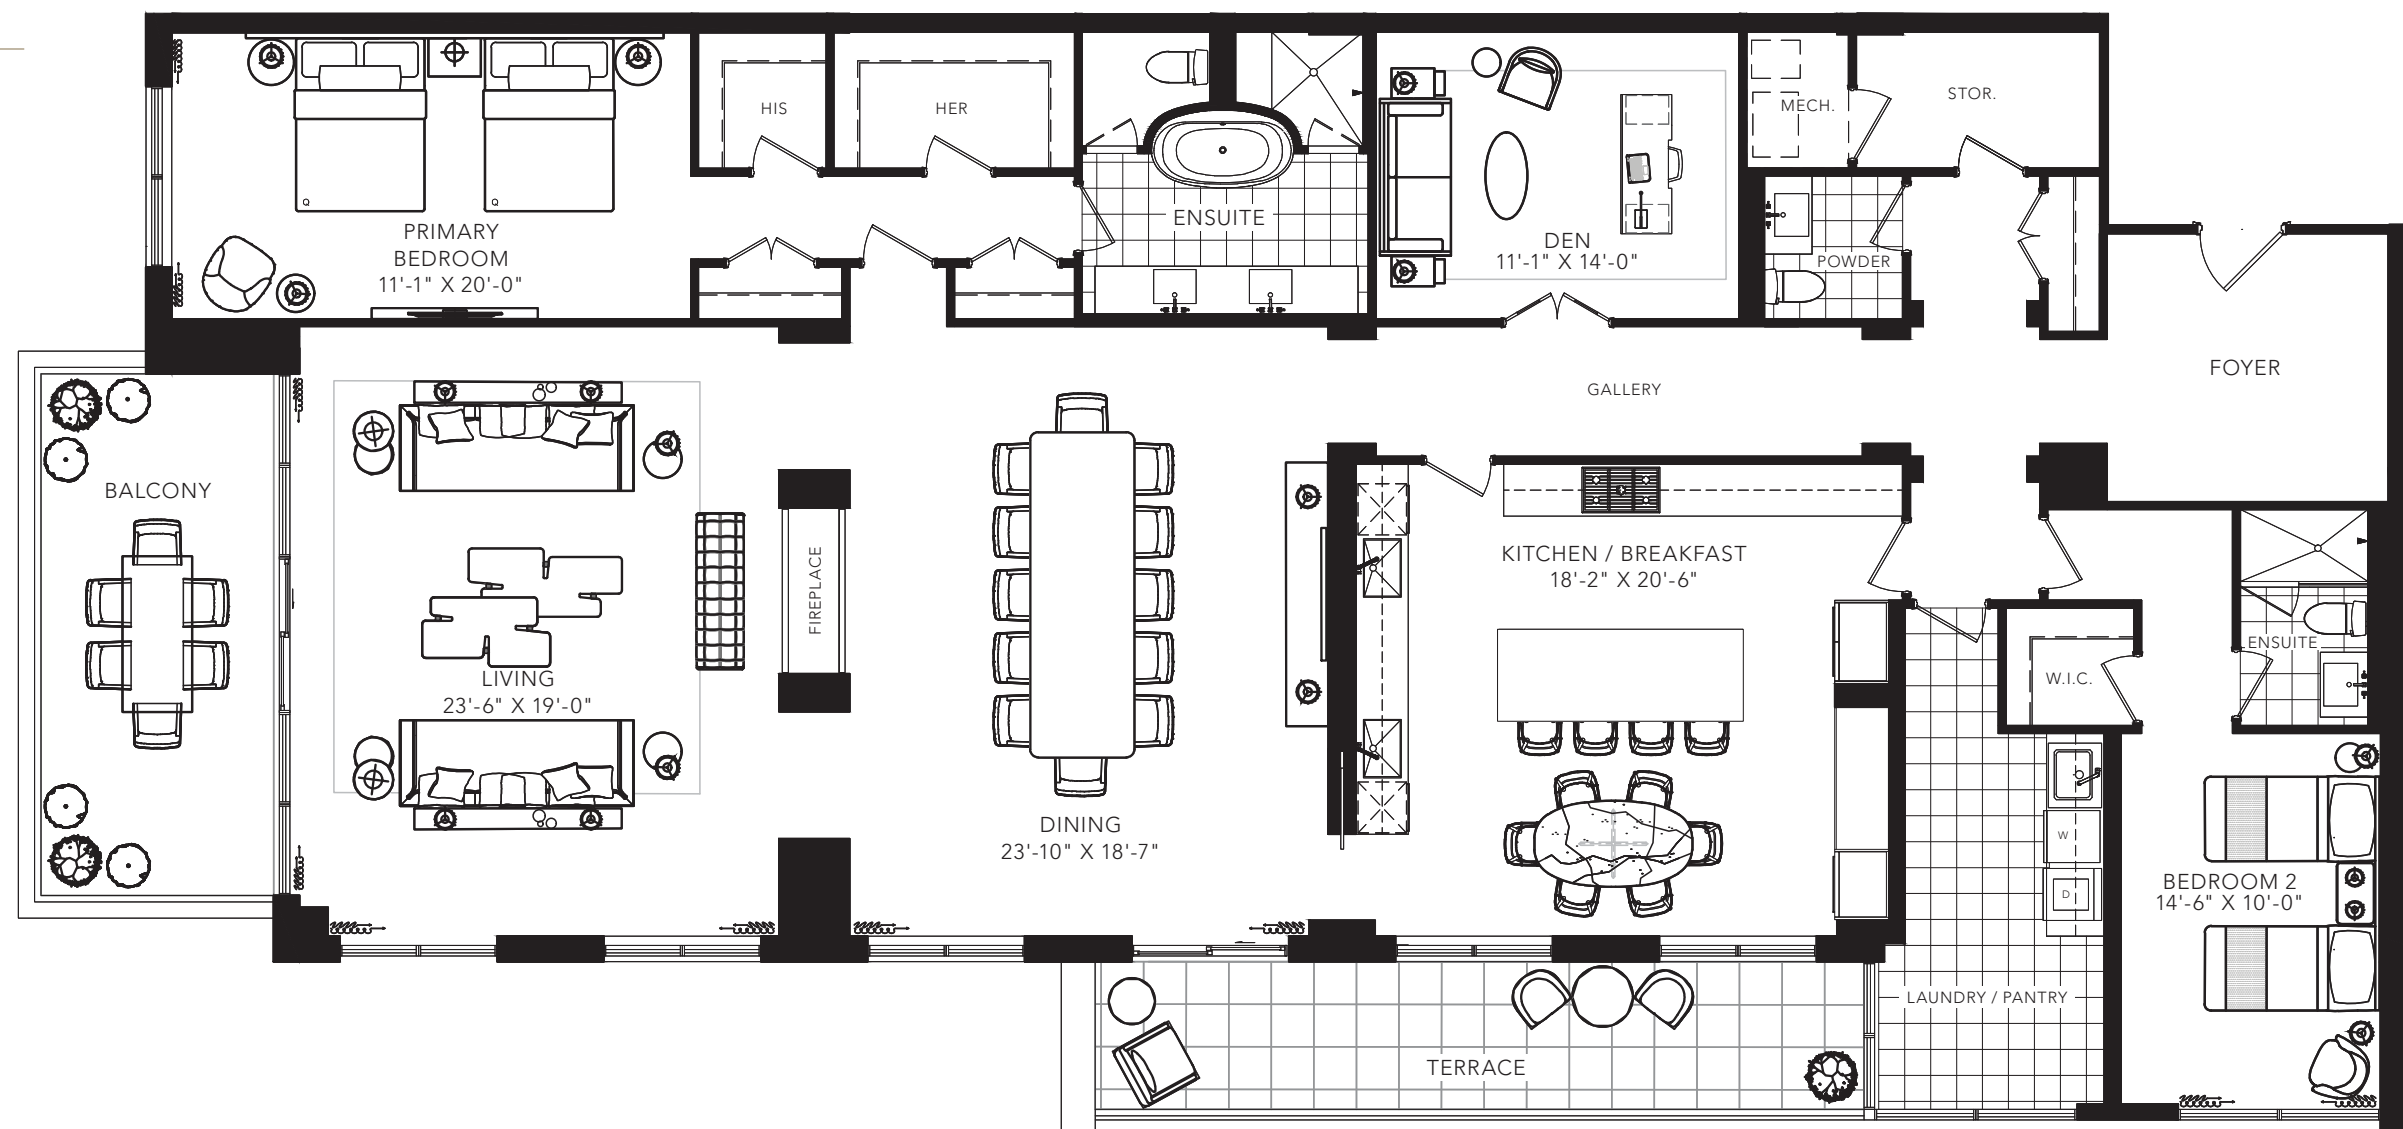 HIS
HER
MECH.
STOR.
PRIMARY
BEDROOM
11'-1" X 20'-0"
Q
Q
ENSUITE
DEN
11'-1" X 14'-0"
POWDER
FOYER
GALLERY
BALCONY
LIVING
23'-6" X 19'-0"
FIREPLACE
DINING
23'-10" X 18'-7"
KITCHEN / BREAKFAST
18'-2" X 20'-6"
ENSUITE
W.I.C.
W
D
BEDROOM 2
14'-6" X 10'-0"
LAUNDRY / PANTRY
TERRACE